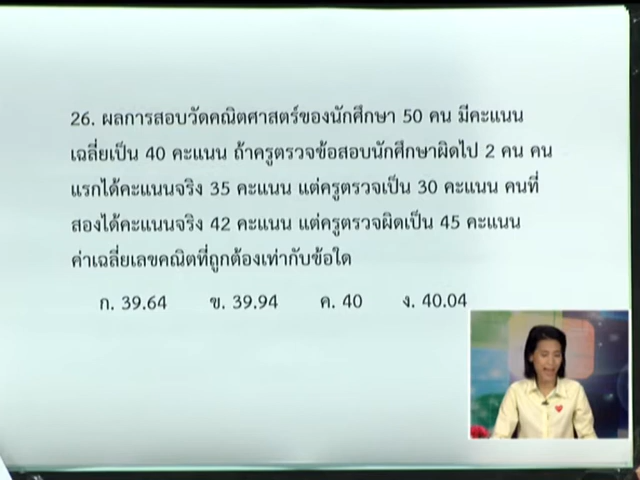 26. ผลการสอบวัดคณิตศาสตร์ของนักศึกษา 50 คน มีคะแนน
เฉลี่ยเป็น 40 คะแนน ถ้าครูตรวจข้อสอบนักศึกษาผิดไป 2 คน คน
แรกได้คะแนนจริง 35 คะแนน แต่ครูตรวจเป็น 30 คะแนน คนที่
สองได้คะแนนจริง 42 คะแนน แต่ครูตรวจผิดเป็น 45 คะแนน
ค่าเฉลี่ยเลขคณิตที่ถูกต้องเท่ากับข้อใด
ก. 39.64 ข. 39.94 ค. 40 ง. 40.04